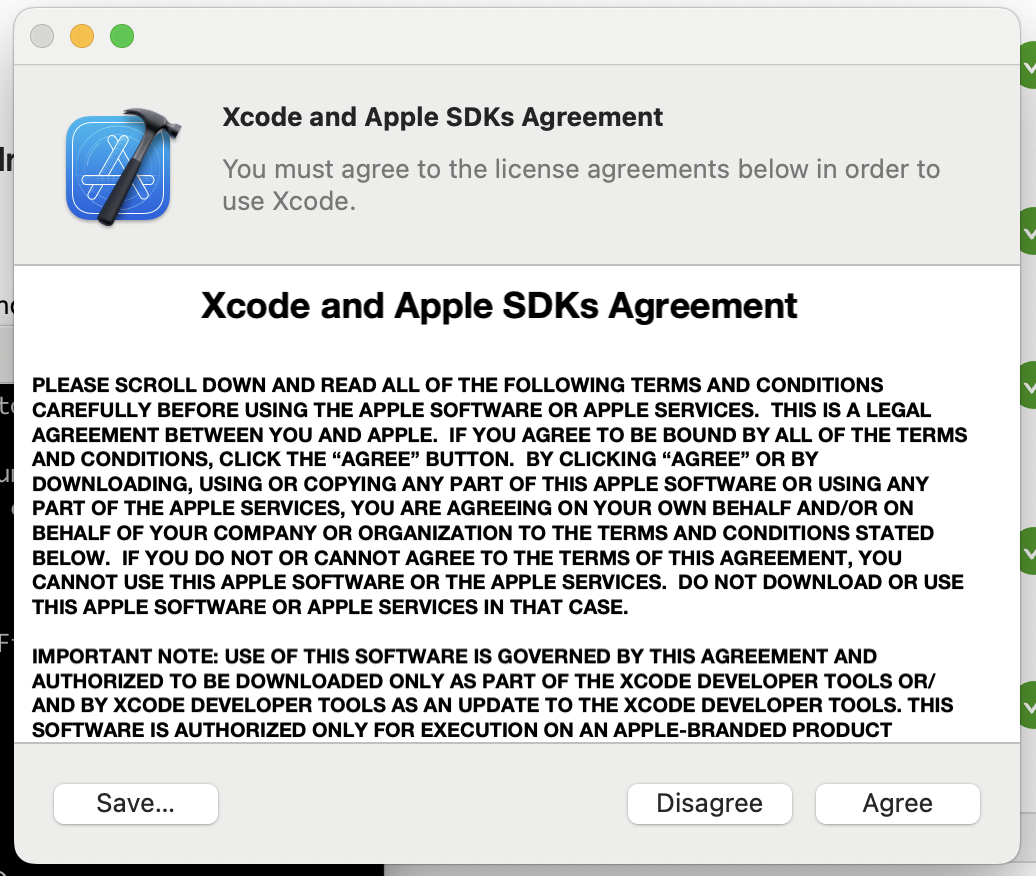 Xcode and Apple SDKs Agreement
You must agree to the license agreements below in order to
use Xcode.
Xcode and Apple SDKs Agreement
PLEASE SCROLL DOWN AND READ ALL OF THE FOLLOWING TERMS AND CONDITIONS
CAREFULLY BEFORE USING THE APPLE SOFTWARE OR APPLE SERVICES.  THIS IS A LEGAL
AGREEMENT BETWEEN YOU AND APPLE.  IF YOU AGREE TO BE BOUND BY ALL OF THE TERMS
AND CONDITIONS, CLICK THE “AGREE” BUTTON.  BY CLICKING “AGREE” OR BY
DOWNLOADING, USING OR COPYING ANY PART OF THIS APPLE SOFTWARE OR USING ANY
PART OF THE APPLE SERVICES, YOU ARE AGREEING ON YOUR OWN BEHALF AND/OR ON
BEHALF OF YOUR COMPANY OR ORGANIZATION TO THE TERMS AND CONDITIONS STATED
BELOW.  IF YOU DO NOT OR CANNOT AGREE TO THE TERMS OF THIS AGREEMENT, YOU
CANNOT USE THIS APPLE SOFTWARE OR THE APPLE SERVICES.  DO NOT DOWNLOAD OR USE
THIS APPLE SOFTWARE OR APPLE SERVICES IN THAT CASE.
IMPORTANT NOTE: USE OF THIS SOFTWARE IS GOVERNED BY THIS AGREEMENT AND
AUTHORIZED TO BE DOWNLOADED ONLY AS PART OF THE XCODE DEVELOPER TOOLS OR/
AND BY XCODE DEVELOPER TOOLS AS AN UPDATE TO THE XCODE DEVELOPER TOOLS. THIS
SOFTWARE IS AUTHORIZED ONLY FOR EXECUTION ON AN APPLE-BRANDED PRODUCT
Save...
Disagree
Agree